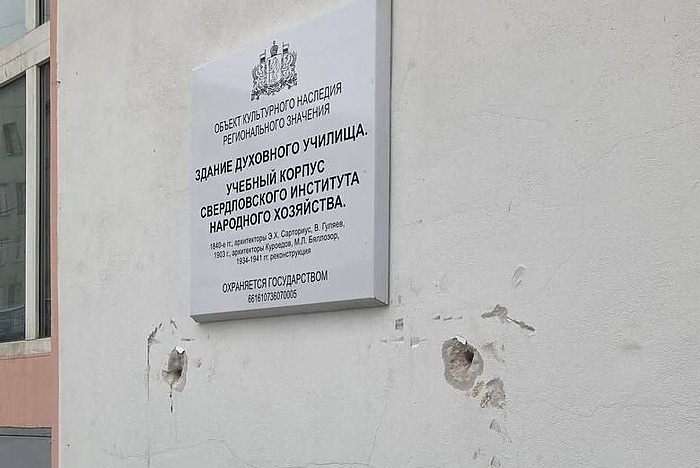 ОБЪЕКТ КУЛЬТУРНОГО НАСЛЕДИЯ
РЕГИОНАЛЬНОГО ЗНАЧЕНИЯ
ЗДАНИЕ ДУХОВНОГО УЧИЛИЩА.
УЧЕБНЫЙ КОРПУС
СВЕРДЛОВСКОГО ИНСТИТУТА
НАРОДНОГО ХОЗЯЙСТВА.
1840-е гг., архитекторы Э.Х. Сарториус, В. Гуляев,
1903 г., архитекторы Куроедов, М.Л. Бяллозор,
1934-1941 гг. реконструкция
ОХРАНЯЕТСЯ ГОСУДАРСТВОМ
661610736070005